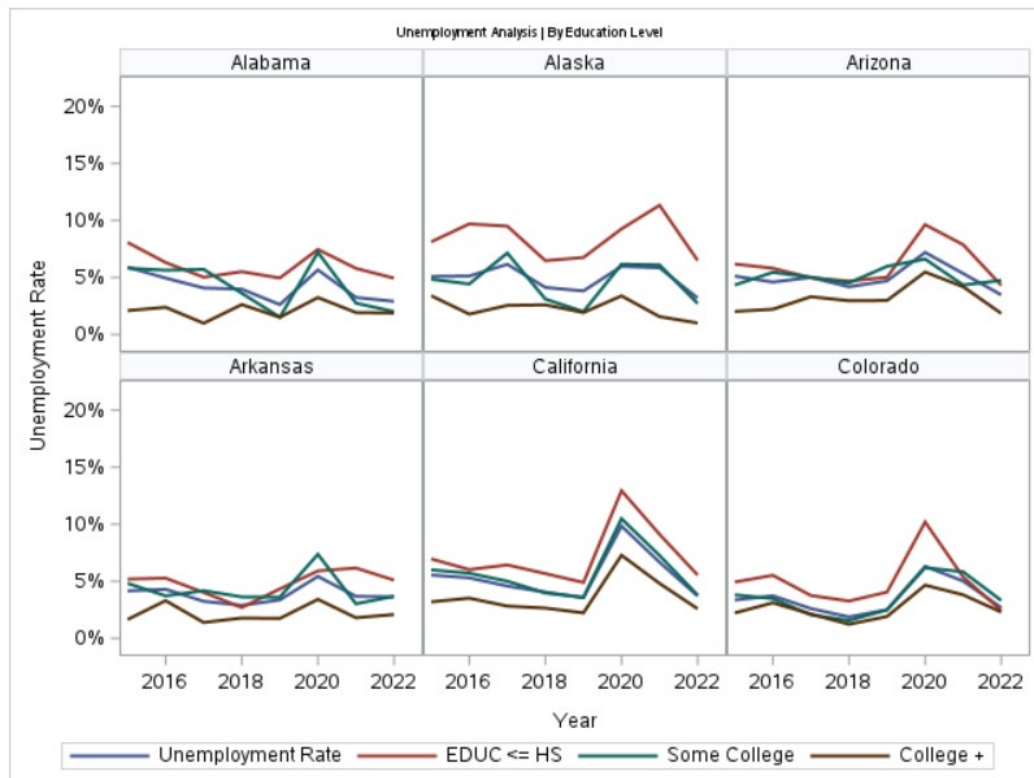 Unemployment Analysis | By Education Level
Alabama Alaska Arizona
20%
15%
10%
5%
0%
Unemployment Rate
Arkansas California Colorado
20%
15%
10%
5%
0%
2016 2018 2020 2022 2016 2018 2020 2022 2016 2018 2020 2022
Year
Unemployment Rate EDUC <= HS Some College College +